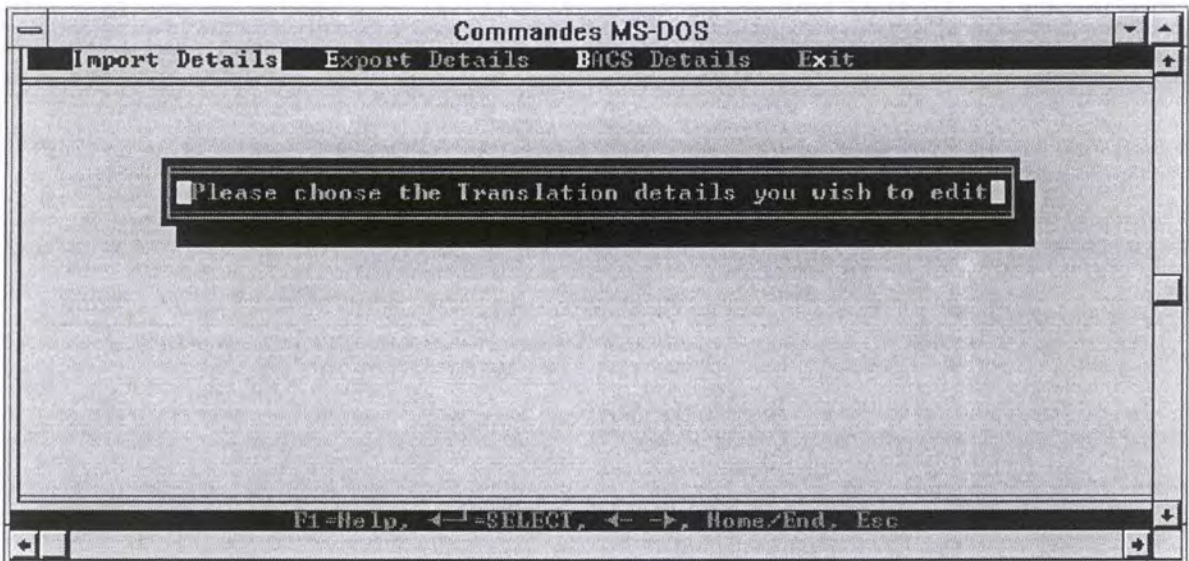 Commandes MS-DOS
Import Details Export Details BACS Details Exit
Please choose the Translation details you wish to edit
F1=Help, ◄─┘=SELECT, ◄─ ─►, Home/End, Esc